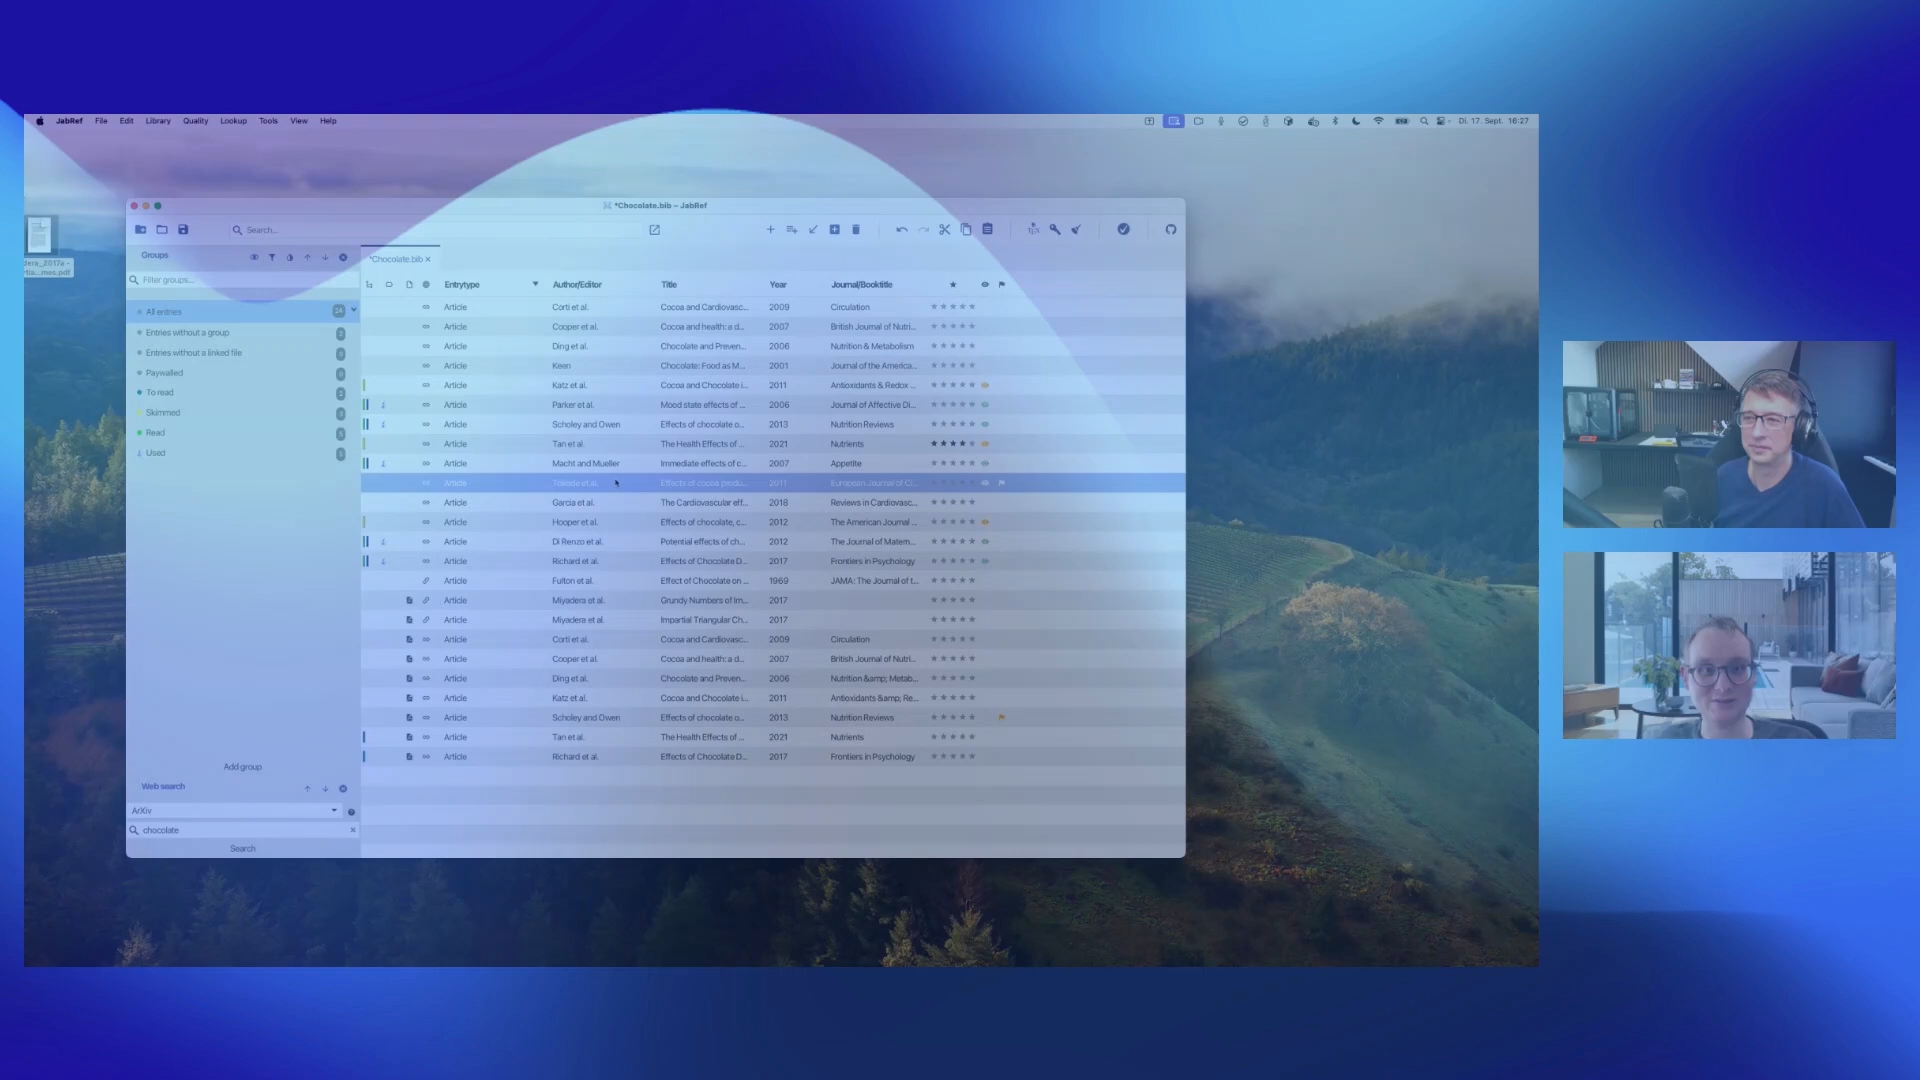 JabRef File Edit Library Quality Lookup Tools View Help
Di. 17. Sept. 16:27
*Chocolate.bib – JabRef
Search...
Groups
*Chocolate.bib
Filter groups...
Entrytype Author/Editor Title Year Journal/Booktitle
All entries 24
Entries without a group
Entries without a linked file
Paywalled
To read
Skimmed
Read
Used
Article Corti et al. Cocoa and Cardiovasc... 2009 Circulation
Article Cooper et al. Cocoa and health: a d... 2007 British Journal of Nutri...
Article Ding et al. Chocolate and Preven... 2006 Nutrition & Metabolism
Article Keen Chocolate: Food as M... 2001 Journal of the America...
Article Katz et al. Cocoa and Chocolate i... 2011 Antioxidants & Redox ...
Article Parker et al. Mood state effects of ... 2006 Journal of Affective Di...
Article Scholey and Owen Effects of chocolate o... 2013 Nutrition Reviews
Article Tan et al. The Health Effects of ... 2021 Nutrients
Article Macht and Mueller Immediate effects of c... 2007 Appetite
Article Tokede et al. Effects of cocoa produ... 2011 European Journal of Cl...
Article Garcia et al. The Cardiovascular eff... 2018 Reviews in Cardiovasc...
Article Hooper et al. Effects of chocolate, c... 2012 The American Journal ...
Article Di Renzo et al. Potential effects of ch... 2012 The Journal of Matern...
Article Richard et al. Effects of Chocolate D... 2017 Frontiers in Psychology
Article Fulton et al. Effect of Chocolate on ... 1969 JAMA: The Journal of t...
Article Miyadera et al. Grundy Numbers of Im... 2017
Article Miyadera et al. Impartial Triangular Ch... 2017
Article Corti et al. Cocoa and Cardiovasc... 2009 Circulation
Article Cooper et al. Cocoa and health: a d... 2007 British Journal of Nutri...
Article Ding et al. Chocolate and Preven... 2006 Nutrition &amp; Metab...
Article Katz et al. Cocoa and Chocolate i... 2011 Antioxidants &amp; Re...
Article Scholey and Owen Effects of chocolate o... 2013 Nutrition Reviews
Article Tan et al. The Health Effects of ... 2021 Nutrients
Article Richard et al. Effects of Chocolate D... 2017 Frontiers in Psychology
Add group
Web search
ArXiv
chocolate
Search